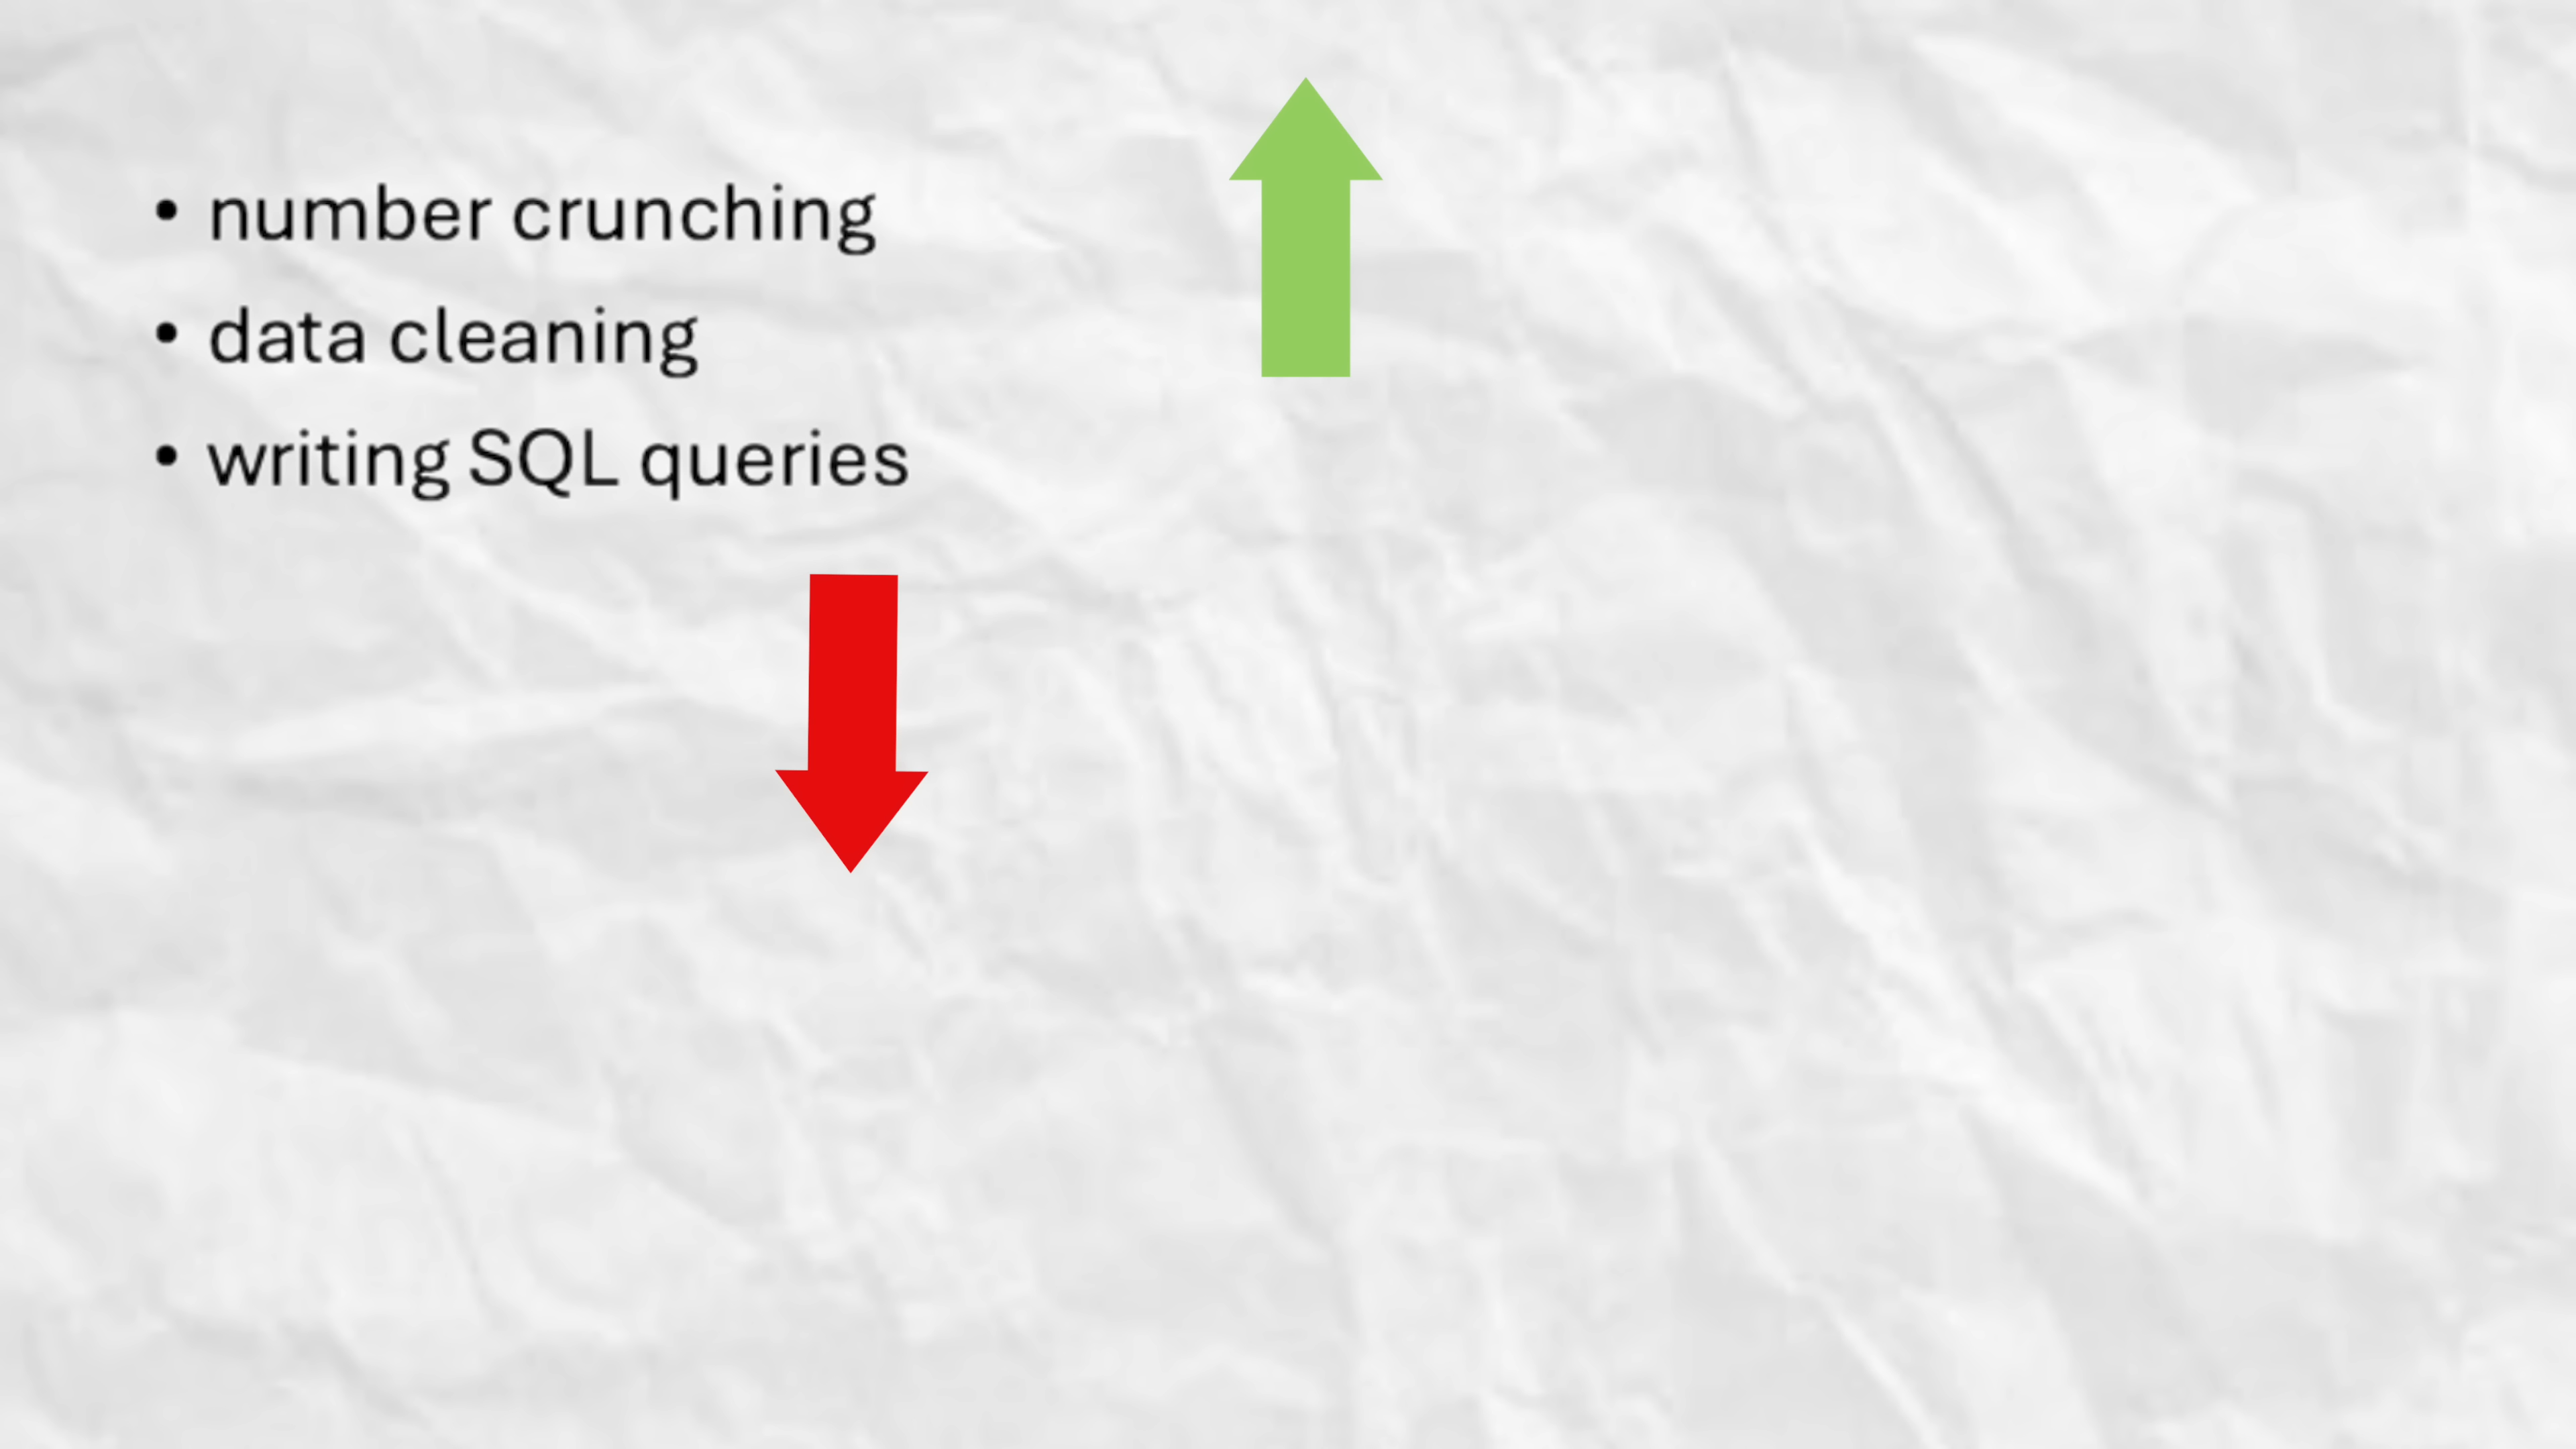 • number crunching
• data cleaning
• writing SQL queries